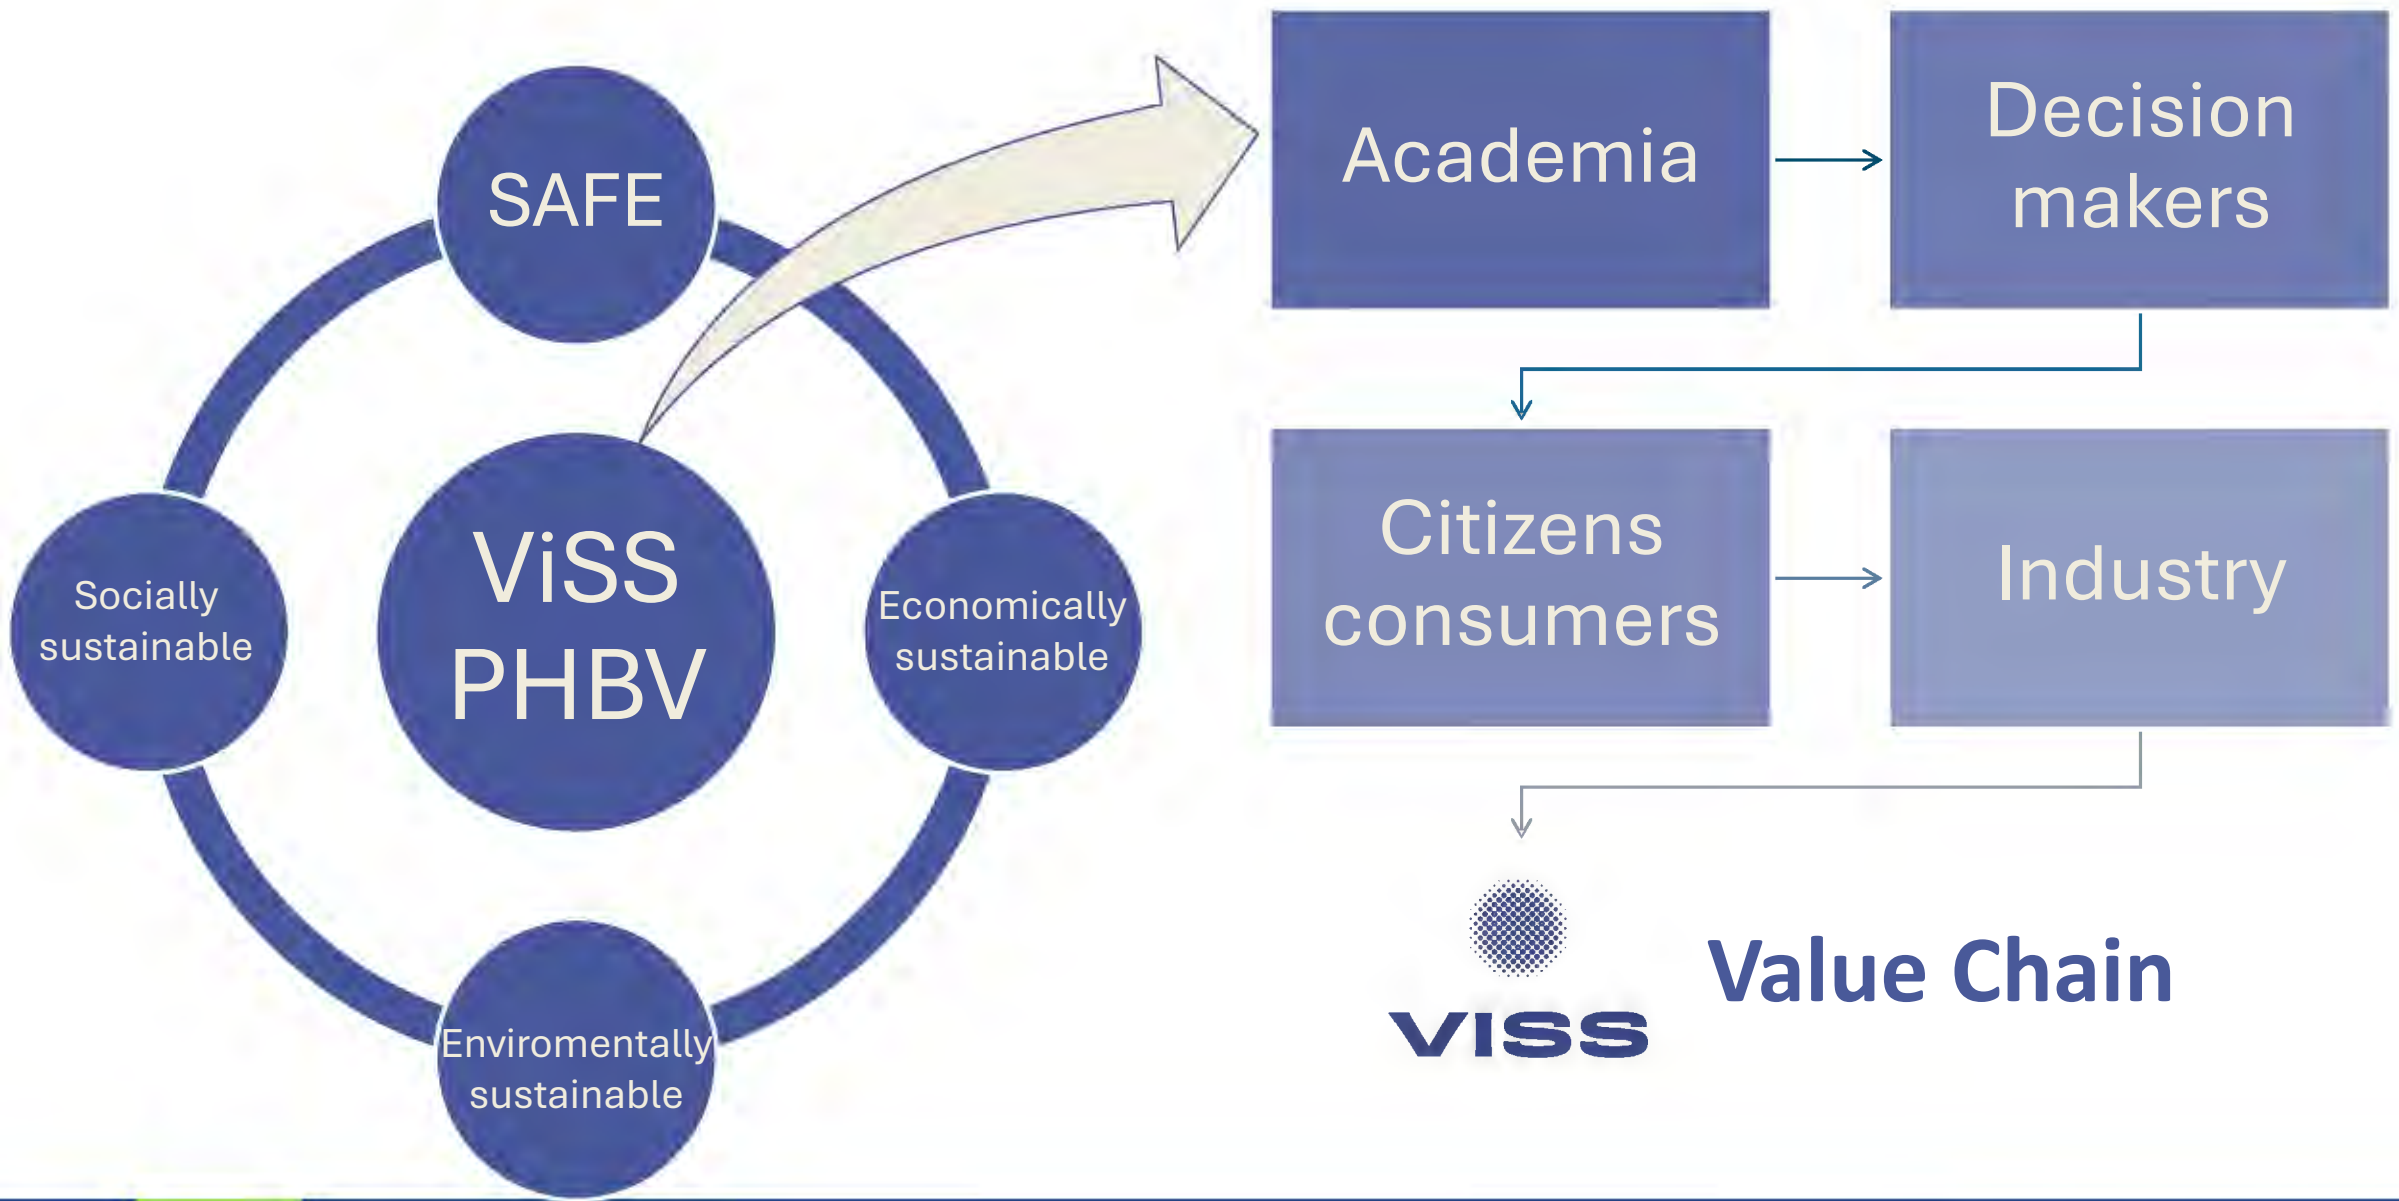 SAFE
Socially
sustainable
ViSS
PHBV
Economically
sustainable
Enviromentally
sustainable
Academia
Decision
makers
Citizens
consumers
Industry
VISS
Value Chain